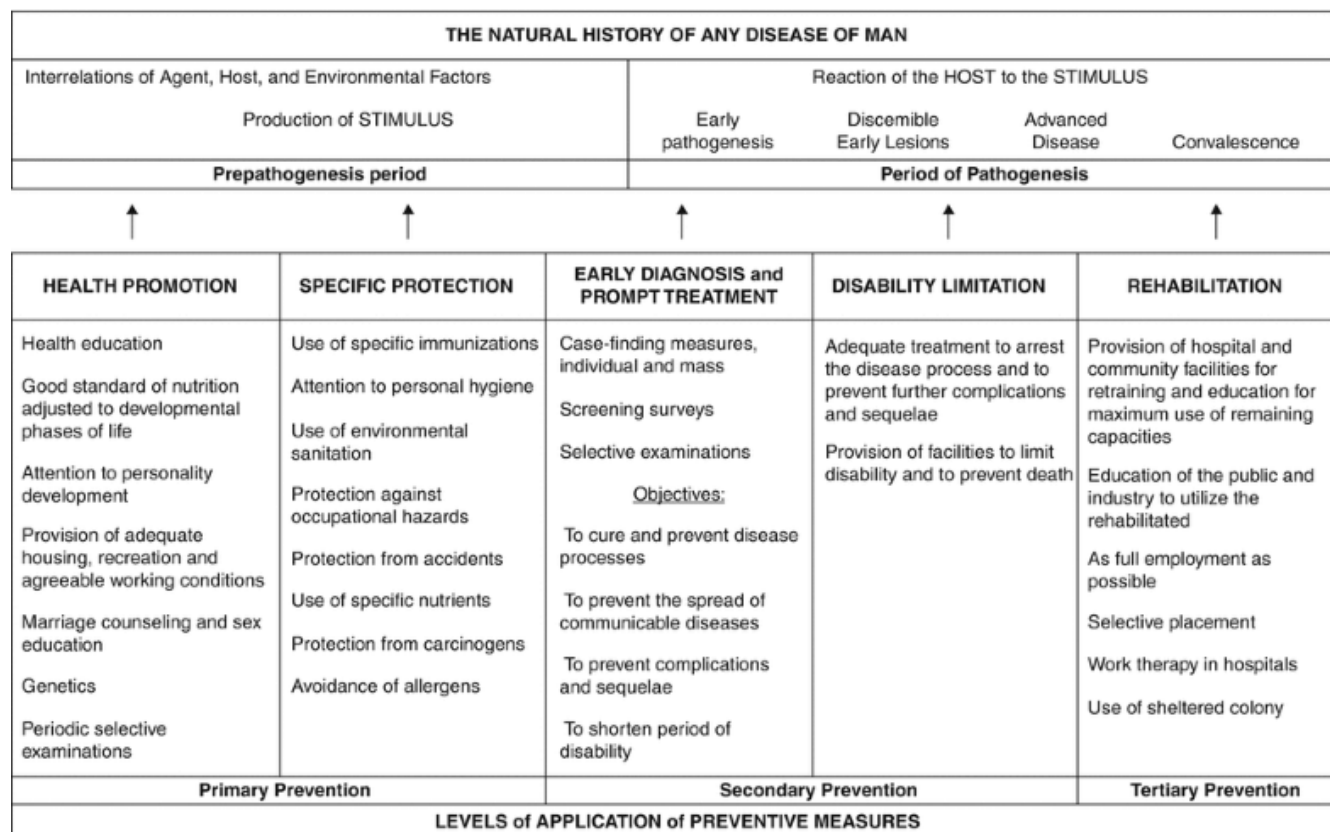 THE NATURAL HISTORY OF ANY DISEASE OF MAN
Interrelations of Agent, Host, and Environmental Factors
Production of STIMULUS
Reaction of the HOST to the STIMULUS
Early
pathogenesis
Discemible
Early Lesions
Advanced
Disease
Convalescence
Prepathogenesis period
Period of Pathogenesis
HEALTH PROMOTION
Health education
Good standard of nutrition
adjusted to developmental
phases of life
Attention to personality
development
Provision of adequate
housing, recreation and
agreeable working conditions
Marriage counseling and sex
education
Genetics
Periodic selective
examinations
SPECIFIC PROTECTION
Use of specific immunizations
Attention to personal hygiene
Use of environmental
sanitation
Protection against
occupational hazards
Protection from accidents
Use of specific nutrients
Protection from carcinogens
Avoidance of allergens
EARLY DIAGNOSIS and
PROMPT TREATMENT
Case-finding measures,
individual and mass
Screening surveys
Selective examinations
Objectives:
To cure and prevent disease
processes
To prevent the spread of
communicable diseases
To prevent complications
and sequelae
To shorten period of
disability
DISABILITY LIMITATION
Adequate treatment to arrest
the disease process and to
prevent further complications
and sequelae
Provision of facilities to limit
disability and to prevent death
REHABILITATION
Provision of hospital and
community facilities for
retraining and education for
maximum use of remaining
capacities
Education of the public and
industry to utilize the
rehabilitated
As full employment as
possible
Selective placement
Work therapy in hospitals
Use of sheltered colony
Primary Prevention
Secondary Prevention
Tertiary Prevention
LEVELS of APPLICATION of PREVENTIVE MEASURES